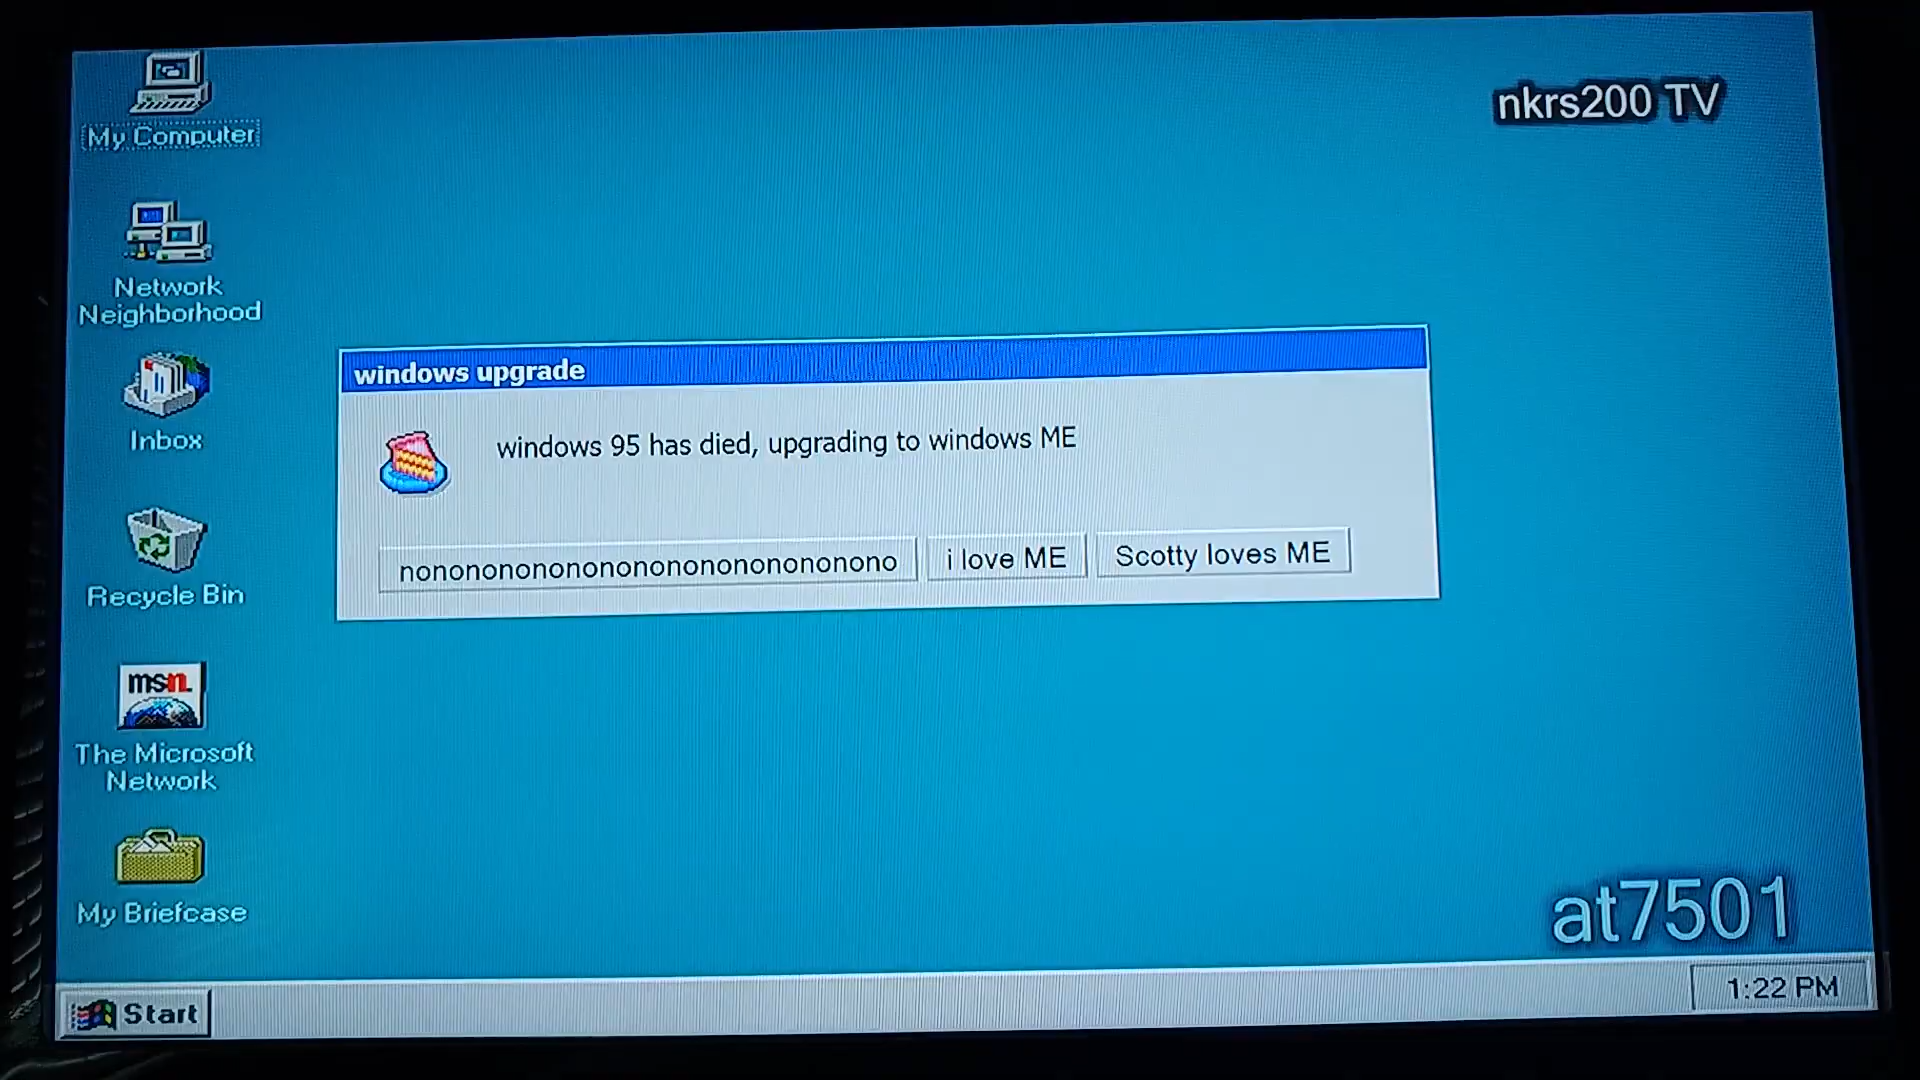 My Computer
nkrs200 TV
Network
Neighborhood
Inbox
windows upgrade
windows 95 has died, upgrading to windows ME
nononononononononononononononono
i love ME
Scotty loves ME
Recycle Bin
msn.
The Microsoft
Network
My Briefcase
at7501
Start
1:22 PM